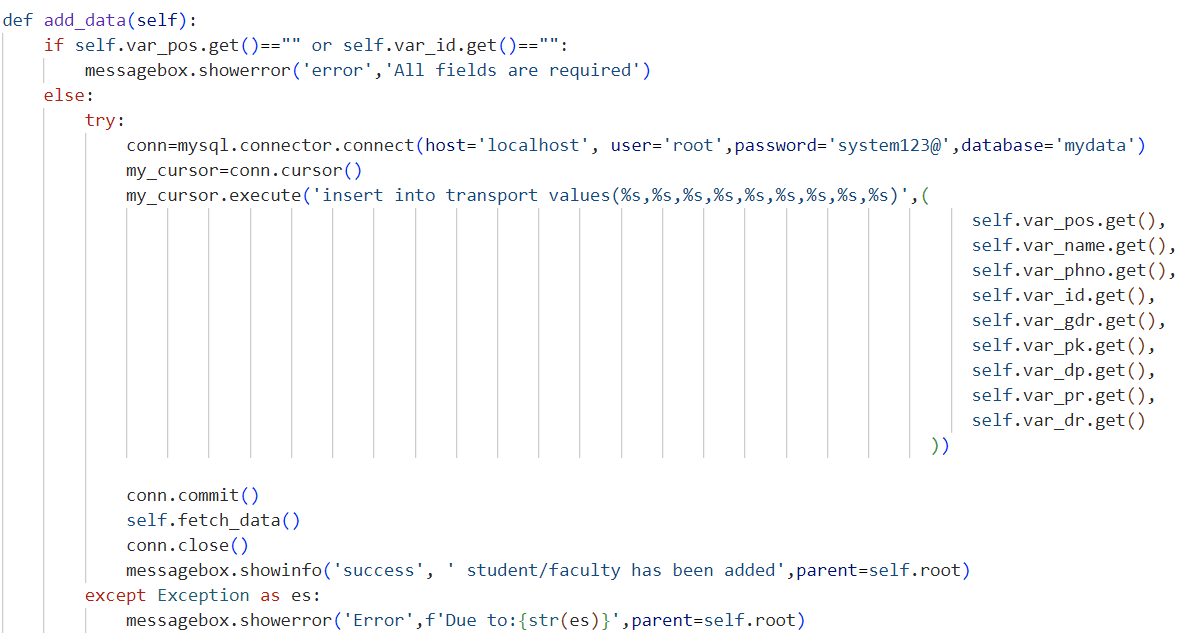 def add_data(self):
if self.var_pos.get()=="" or self.var_id.get()=="":
messagebox.showerror('error','All fields are required')
else:
try:
conn=mysql.connector.connect(host='localhost', user='root',password='system123@',database='mydata')
my_cursor=conn.cursor()
my_cursor.execute('insert into transport values(%s,%s,%s,%s,%s,%s,%s,%s,%s)',(
self.var_pos.get(),
self.var_name.get(),
self.var_phno.get(),
self.var_id.get(),
self.var_gdr.get(),
self.var_pk.get(),
self.var_dp.get(),
self.var_pr.get(),
self.var_dr.get()
))
conn.commit()
self.fetch_data()
conn.close()
messagebox.showinfo('success', ' student/faculty has been added',parent=self.root)
except Exception as es:
messagebox.showerror('Error',f'Due to:{str(es)}',parent=self.root)